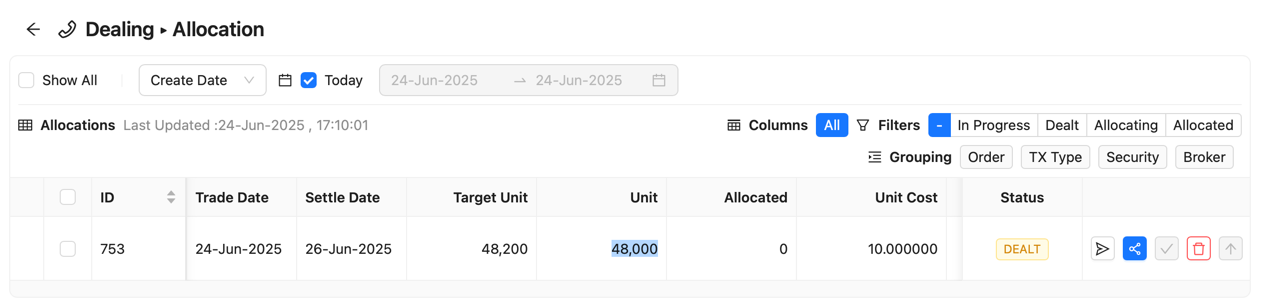 Dealing ▸ Allocation
Show All Create Date Today 24-Jun-2025 → 24-Jun-2025
Allocations Last Updated :24-Jun-2025 , 17:10:01 Columns All Filters - In Progress Dealt Allocating Allocated
Grouping Order TX Type Security Broker
ID Trade Date Settle Date Target Unit Unit Allocated Unit Cost Status
753 24-Jun-2025 26-Jun-2025 48,200 48,000 0 10.000000 DEALT